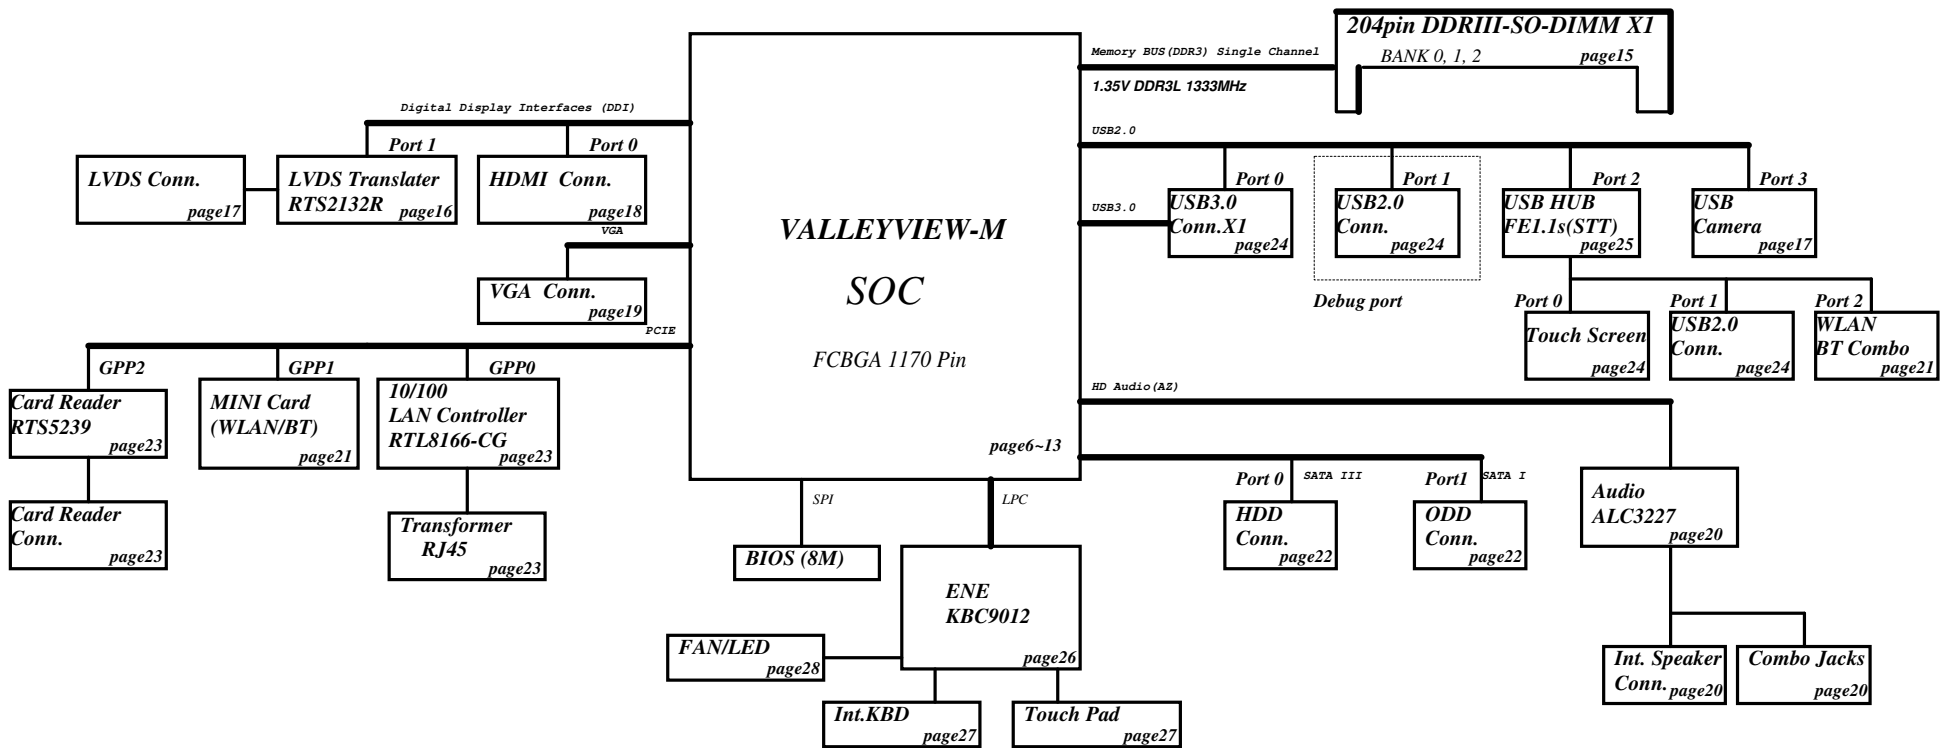 204pin DDRIII-SO-DIMM X1
BANK 0, 1, 2
page15
Memory BUS(DDR3) Single Channel
1.35V DDR3L 1333MHz
Digital Display Interfaces (DDI)
Port 1
Port 0
LVDS Conn.
page17
LVDS Translater
RTS2132R
page16
HDMI Conn.
page18
VGA
VGA Conn.
page19
PCIE
VALLEYVIEW-M
SOC
FCBGA 1170 Pin
page6~13
USB2.0
Port 0
Port 1
Port 2
Port 3
USB3.0
USB3.0
Conn.X1
page24
USB2.0
Conn.
page24
Debug port
USB HUB
FE1.1s(STT)
page25
USB
Camera
page17
Port 0
Port 1
Port 2
Touch Screen
page24
USB2.0
Conn.
page24
WLAN
BT Combo
page21
GPP2
GPP1
GPP0
Card Reader
RTS5239
page23
MINI Card
(WLAN/BT)
page21
10/100
LAN Controller
RTL8166-CG
page23
Card Reader
Conn.
page23
Transformer
RJ45
page23
HD Audio(AZ)
Port 0
SATA III
Port1
SATA I
HDD
Conn.
page22
ODD
Conn.
page22
Audio
ALC3227
page20
SPI
LPC
BIOS (8M)
ENE
KBC9012
page26
FAN/LED
page28
Int.KBD
page27
Touch Pad
page27
Int. Speaker
Conn.
page20
Combo Jacks
page20